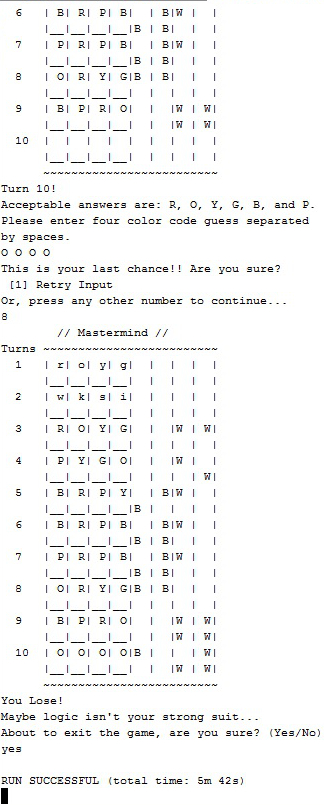 6 | B| R| P| B| | B|W | |
|__|__|__|__|B | B| | |
7 | P| R| P| B| | B|W | |
|__|__|__|__|B | B| | |
8 | O| R| Y| G|B | B| | |
|__|__|__|__| | | | |
9 | B| P| R| O| | |W | W|
|__|__|__|__| | |W | W|
10 | | | | | | | | |
|__|__|__|__| | | | |
~~~~~~~~~~~~~~~~~~~~~~~~~
Turn 10!
Acceptable answers are: R, O, Y, G, B, and P.
Please enter four color code guess separated
by spaces.
O O O O
This is your last chance!! Are you sure?
[1] Retry Input
Or, press any other number to continue...
8
// Mastermind //
Turns ~~~~~~~~~~~~~~~~~~~~~~~~~
1 | r| o| y| g| | | | |
|__|__|__|__| | | | |
2 | w| k| s| i| | | | |
|__|__|__|__| | | | |
3 | R| O| Y| G| | |W | W|
|__|__|__|__| | | | |
4 | P| Y| G| O| | |W | |
|__|__|__|__| | | | W|
5 | B| R| P| Y| | B|W | |
|__|__|__|__|B | | | |
6 | B| R| P| B| | B|W | |
|__|__|__|__|B | B| | |
7 | P| R| P| B| | B|W | |
|__|__|__|__|B | B| | |
8 | O| R| Y| G|B | B| | |
|__|__|__|__| | | | |
9 | B| P| R| O| | |W | W|
|__|__|__|__| | |W | W|
10 | O| O| O| O|B | |W | W|
|__|__|__|__| | |W | W|
~~~~~~~~~~~~~~~~~~~~~~~~~
You Lose!
Maybe logic isn't your strong suit...
About to exit the game, are you sure? (Yes/No)
yes
RUN SUCCESSFUL (total time: 5m 42s)